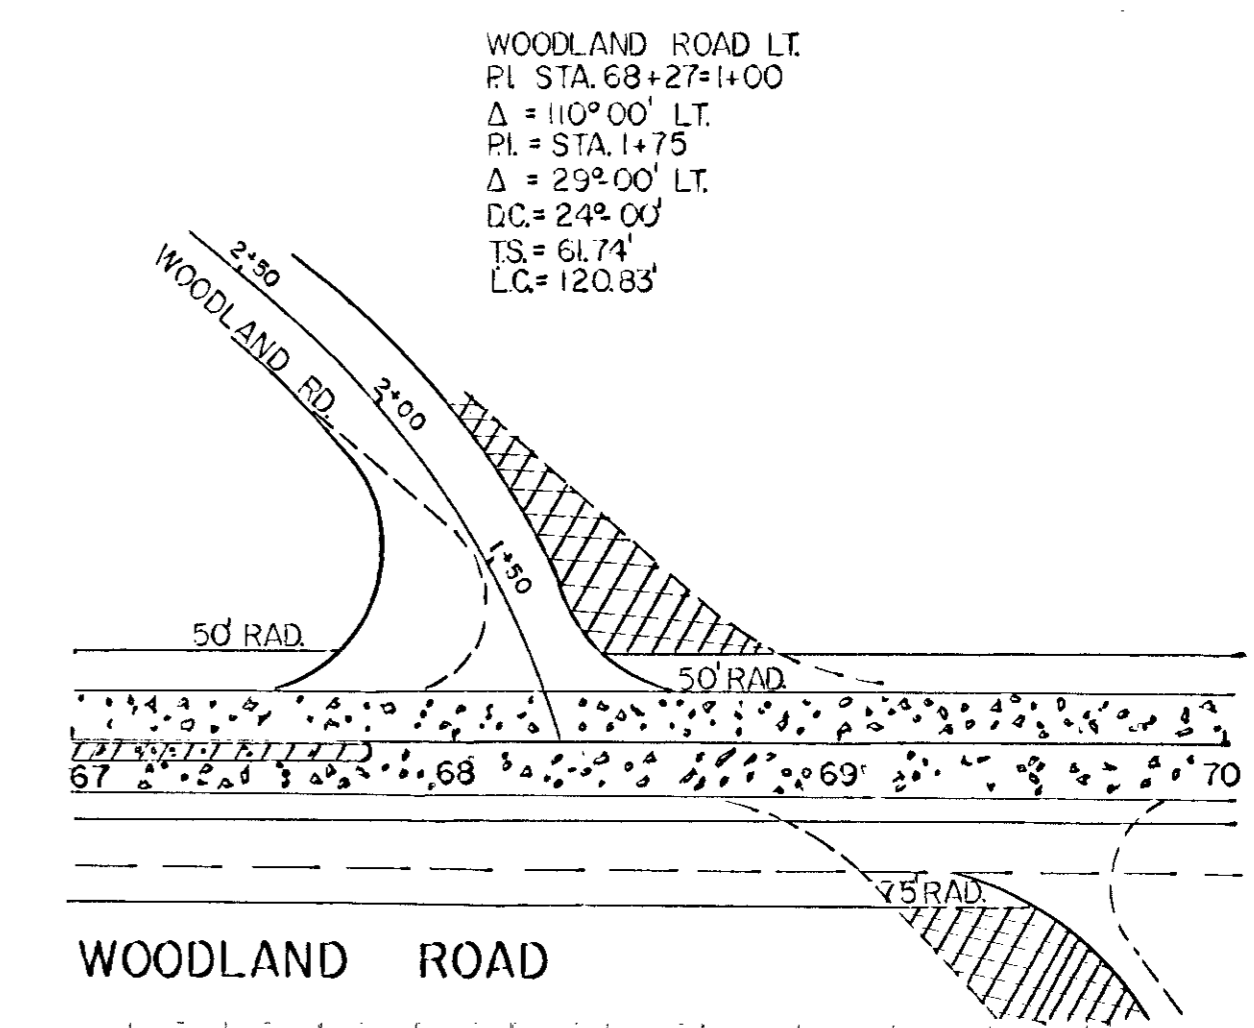 WOODLAND ROAD LT.
P.I. STA. 68+27=1+00
Δ = 110°00' LT.
P.I. = STA. 1+75
Δ = 29°-00' LT.
D.C.= 24°-00'
T.S.= 61.74'
L.C.= 120.83'
2+50
WOODLAND RD.
2+00
1+50
50' RAD.
50' RAD.
67
68
69
70
75' RAD.
WOODLAND ROAD